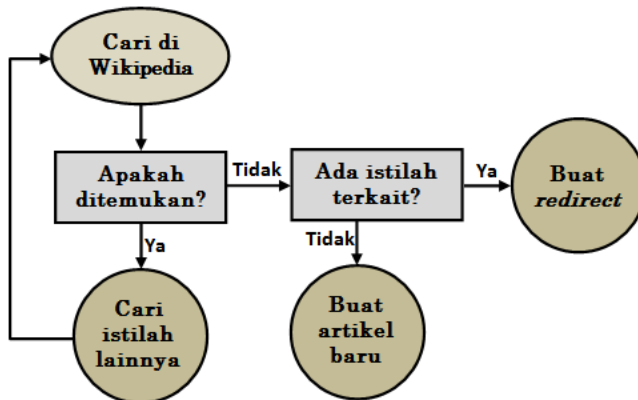 Cari di
Wikipedia
Apakah
ditemukan?
Tidak
Ada istilah
terkait?
Ya
Buat
redirect
Ya
Tidak
Cari
istilah
lainnya
Buat
artikel
baru